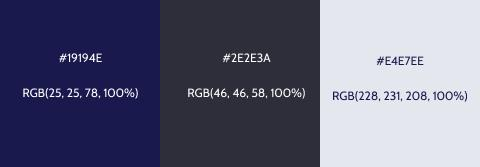 #19194E
RGB(25, 25, 78, 100%)
#2E2E3A
RGB(46, 46, 58, 100%)
#E4E7EE
RGB(228, 231, 208, 100%)